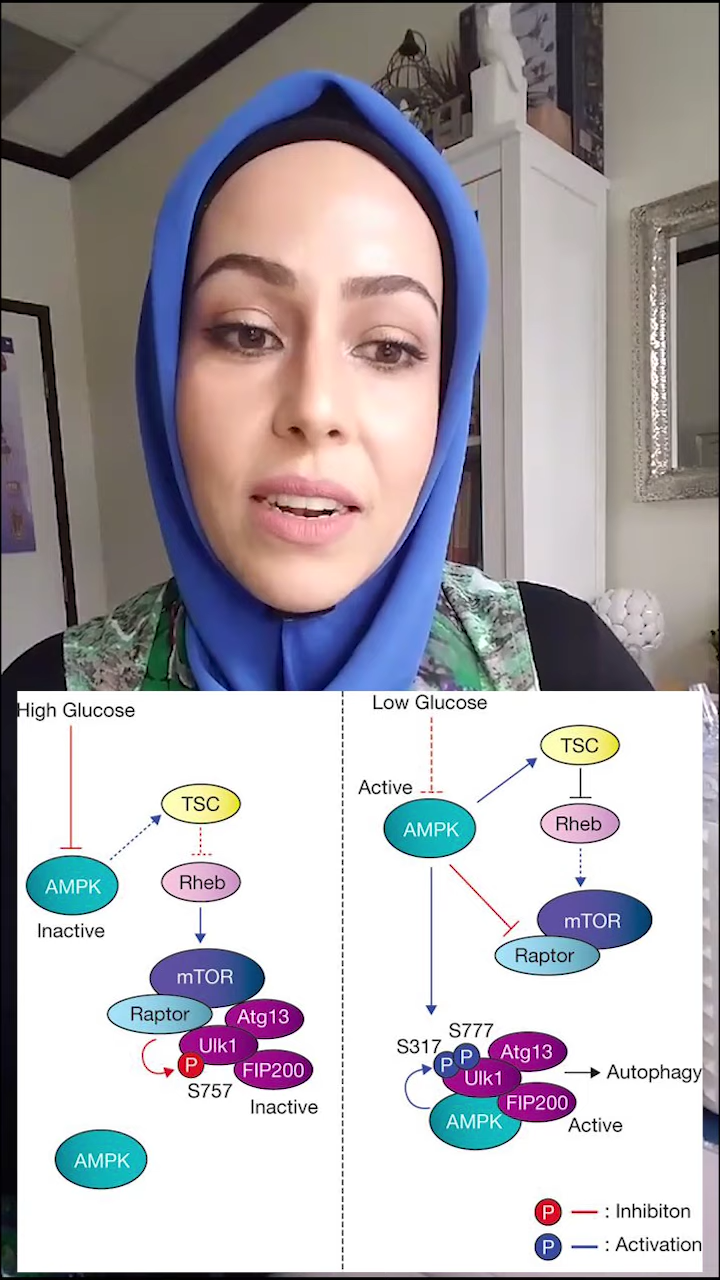 High Glucose
TSC
AMPK
Rheb
Inactive
mTOR
Raptor
Atg13
Ulk1
P
FIP200
S757
Inactive
AMPK
Low Glucose
TSC
Active
AMPK
Rheb
mTOR
Raptor
S777
S317
P
P
Atg13
Ulk1
Autophagy
FIP200
AMPK
Active
P : Inhibiton
P : Activation